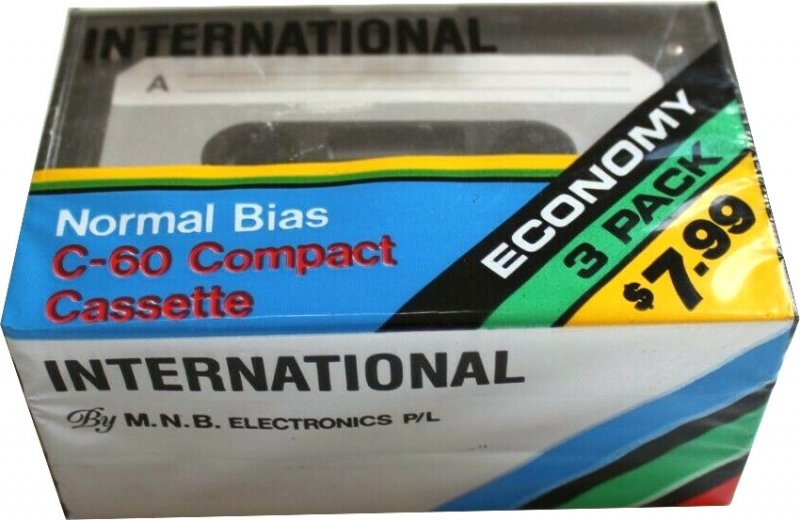 INTERNATIONAL
A
ECONOMY
3 PACK
$7.99
Normal Bias
C-60 Compact
Cassette
INTERNATIONAL
By M.N.B. ELECTRONICS P/L